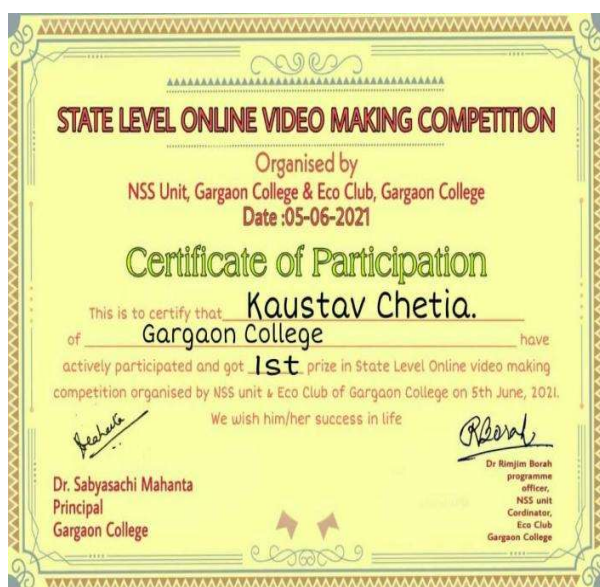 STATE LEVEL ONLINE VIDEO MAKING COMPETITION
Organised by
NSS Unit, Gargaon College & Eco Club, Gargaon College
Date :05-06-2021
Certificate of Participation
This is to certify that Kaustav Chetia.
of Gargaon College have
actively participated and got 1st prize in State Level Online video making
competition organised by NSS unit & Eco Club of Gargaon College on 5th June, 2021.
We wish him/her success in life
RBorah
Dr. Sabyasachi Mahanta
Principal
Gargaon College
Dr Rimjim Borah
programme
officer,
NSS unit
Cordinator,
Eco Club
Gargaon College